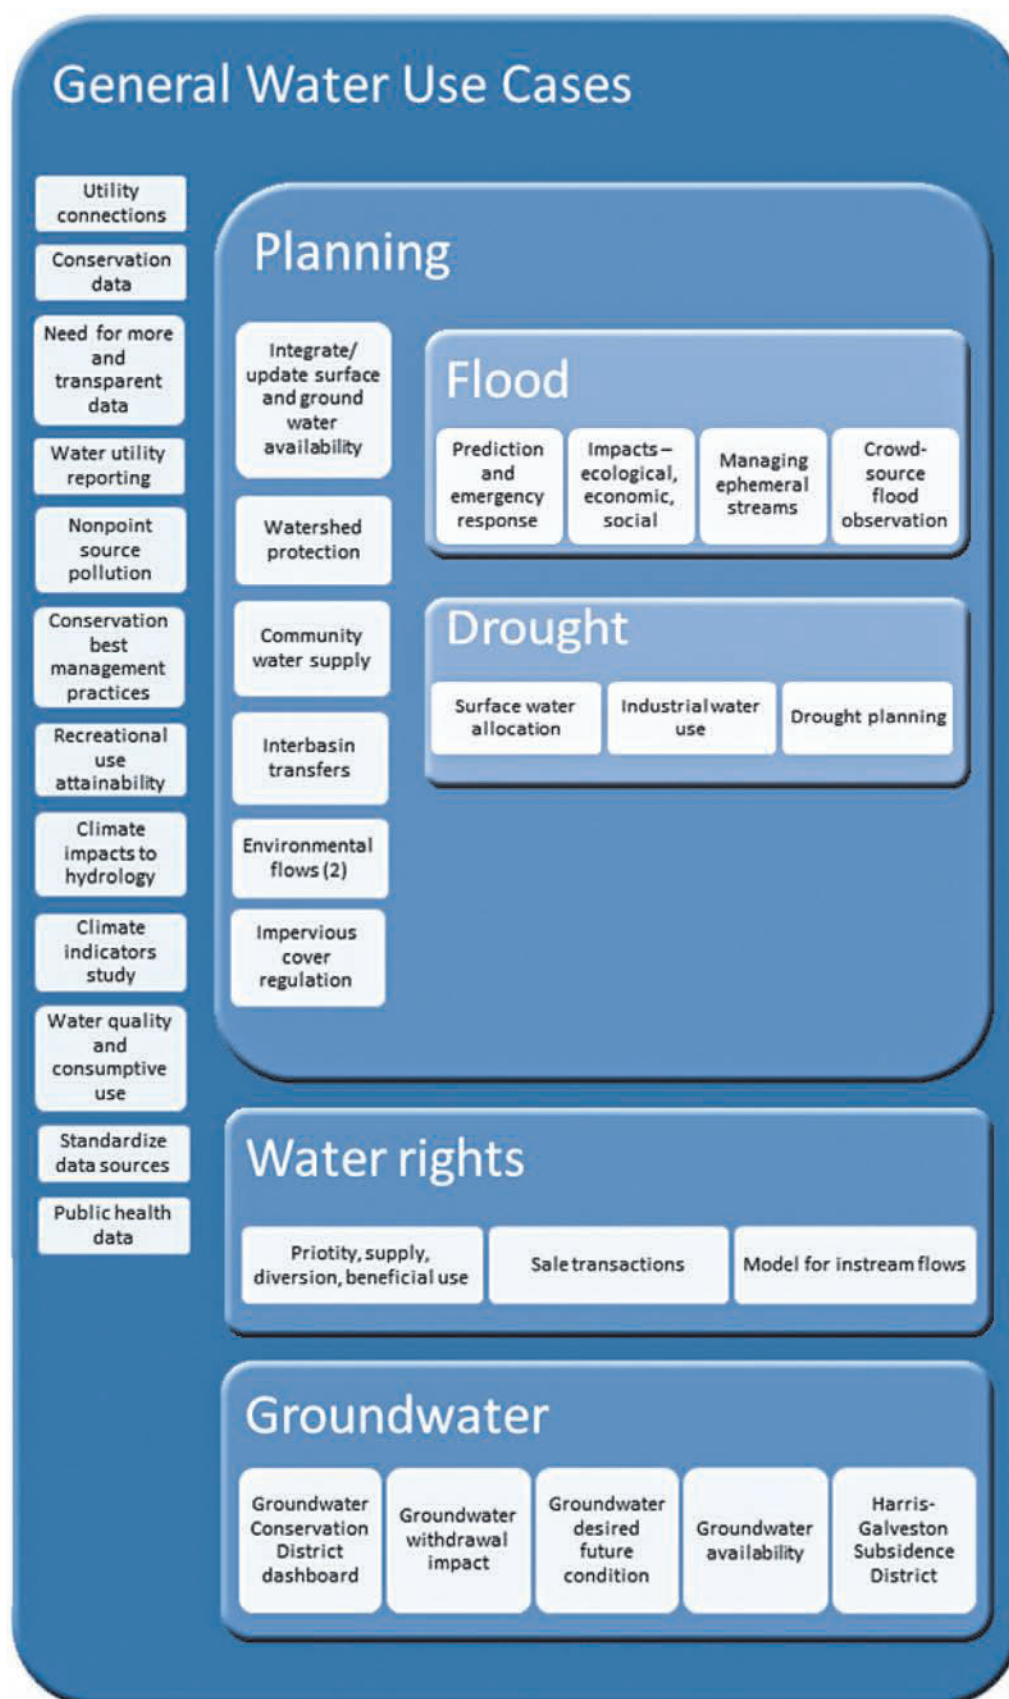 General Water Use Cases
Utility
connections
Conservation
data
Need for more
and
transparent
data
Water utility
reporting
Nonpoint
source
pollution
Conservation
best
management
practices
Recreational
use
attainability
Climate
impacts to
hydrology
Climate
indicators
study
Water quality
and
consumptive
use
Standardize
data sources
Public health
data
Planning
Integrate/
update surface
and ground
water
availability
Watershed
protection
Community
water supply
Interbasin
transfers
Environmental
flows (2)
Impervious
cover
regulation
Flood
Prediction
and
emergency
response
Impacts –
ecological,
economic,
social
Managing
ephemeral
streams
Crowd-
source
flood
observation
Drought
Surface water
allocation
Industrial water
use
Drought planning
Water rights
Priotity, supply,
diversion, beneficial use
Sale transactions
Model for instream flows
Groundwater
Groundwater
Conservation
District
dashboard
Groundwater
withdrawal
impact
Groundwater
desired
future
condition
Groundwater
availability
Harris-
Galveston
Subsidence
District